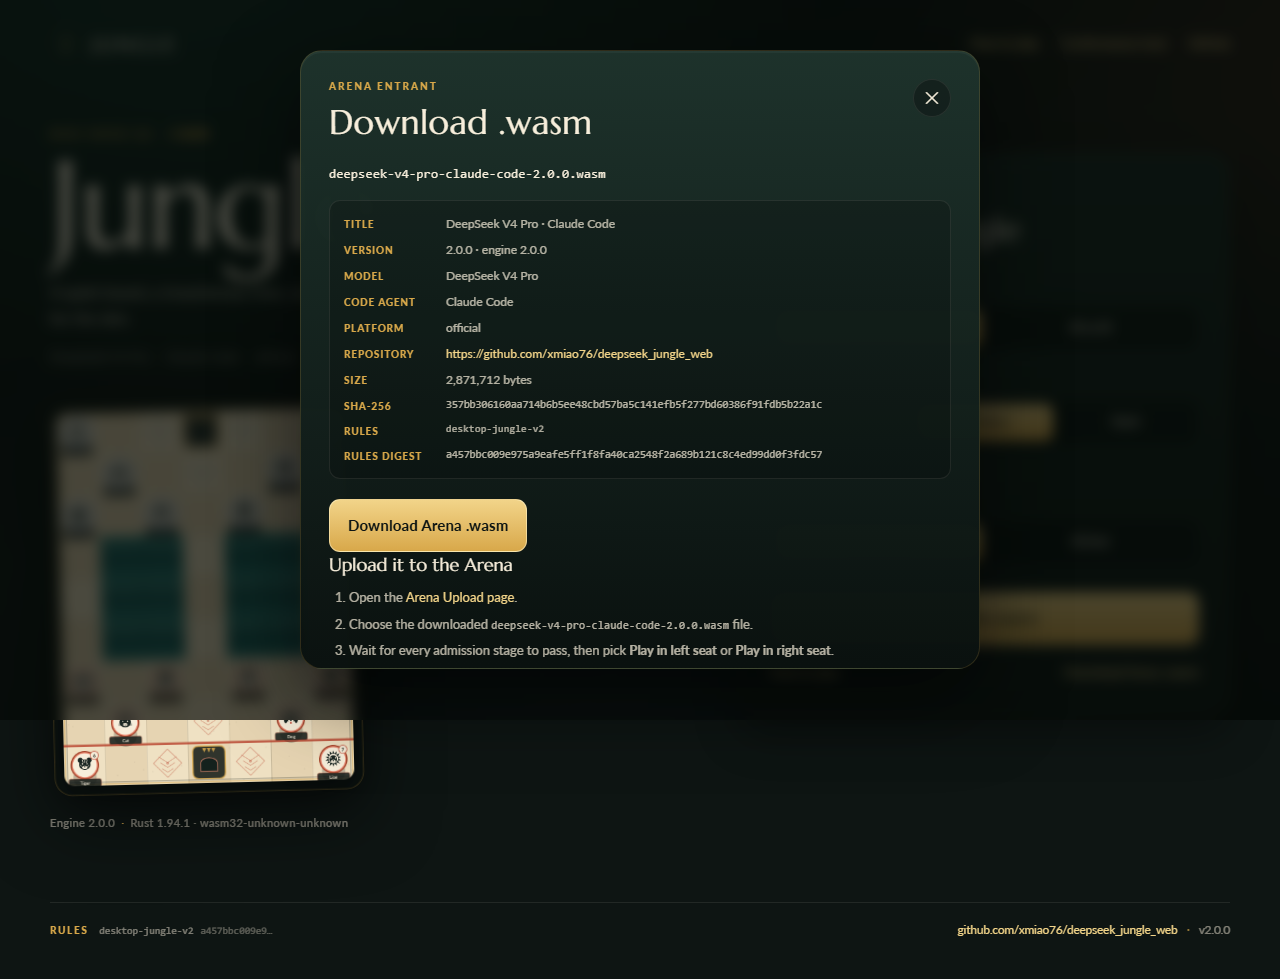 ARENA ENTRANT
Download .wasm
deepseek-v4-pro-claude-code-2.0.0.wasm
TITLE DeepSeek V4 Pro · Claude Code
VERSION 2.0.0 · engine 2.0.0
MODEL DeepSeek V4 Pro
CODE AGENT Claude Code
PLATFORM official
REPOSITORY https://github.com/xmiao76/deepseek_jungle_web
SIZE 2,871,712 bytes
SHA-256 357bb306160aa714b6b5ee48cbd57ba5c141efb5f277bd60386f91fdb5b22a1c
RULES desktop-jungle-v2
RULES DIGEST a457bbc009e975a9eafe5ff1f8fa40ca2548f2a689b121c8c4ed99dd0f3fdc57
Download Arena .wasm
Upload it to the Arena
1. Open the Arena Upload page.
2. Choose the downloaded deepseek-v4-pro-claude-code-2.0.0.wasm file.
3. Wait for every admission stage to pass, then pick Play in left seat or Play in right seat.
Jungl
Cat
Dog
Tiger
Lion
Engine 2.0.0 · Rust 1.94.1 · wasm32-unknown-unknown
RULES desktop-jungle-v2 a457bbc009e9…
github.com/xmiao76/deepseek_jungle_web · v2.0.0